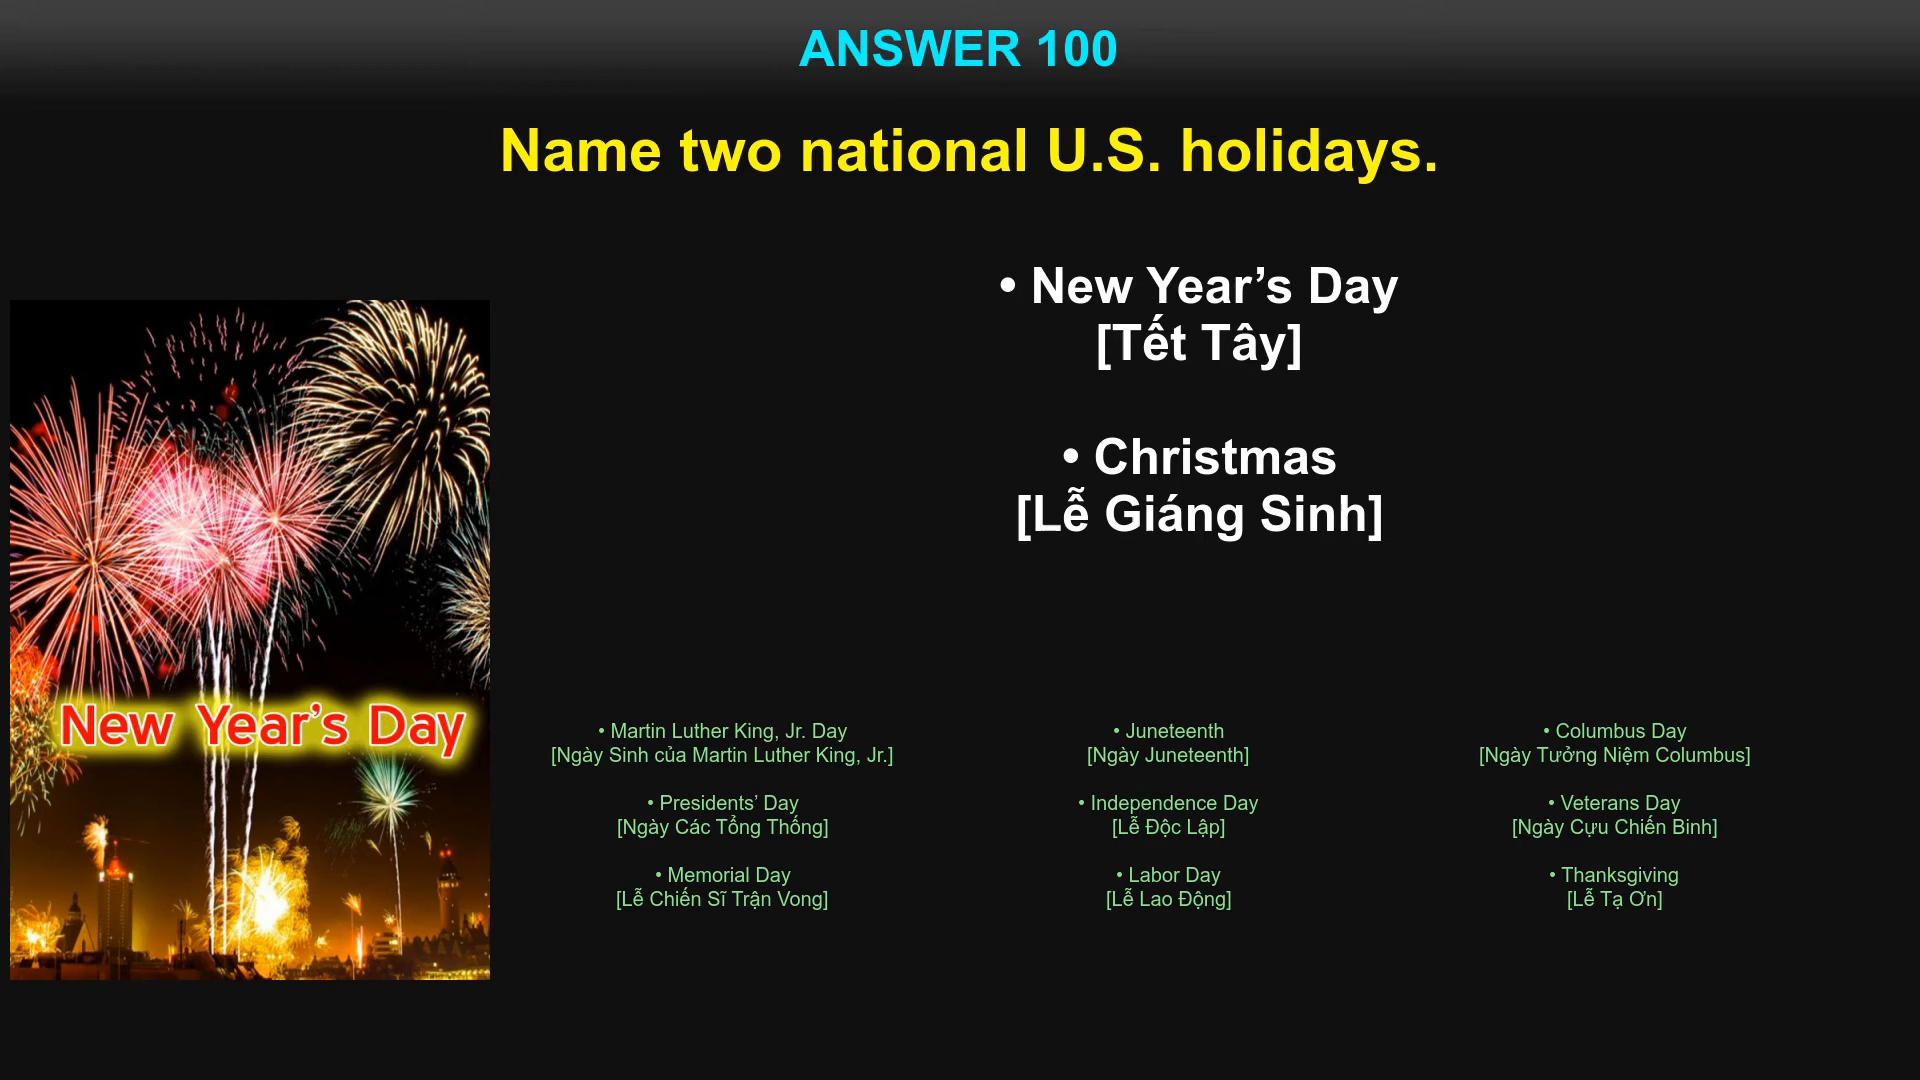 ANSWER 100
Name two national U.S. holidays.
• New Year’s Day
[Tết Tây]
• Christmas
[Lễ Giáng Sinh]
New Year’s Day
• Martin Luther King, Jr. Day
[Ngày Sinh của Martin Luther King, Jr.]
• Presidents’ Day
[Ngày Các Tổng Thống]
• Memorial Day
[Lễ Chiến Sĩ Trận Vong]
• Juneteenth
[Ngày Juneteenth]
• Independence Day
[Lễ Độc Lập]
• Labor Day
[Lễ Lao Động]
• Columbus Day
[Ngày Tưởng Niệm Columbus]
• Veterans Day
[Ngày Cựu Chiến Binh]
• Thanksgiving
[Lễ Tạ Ơn]